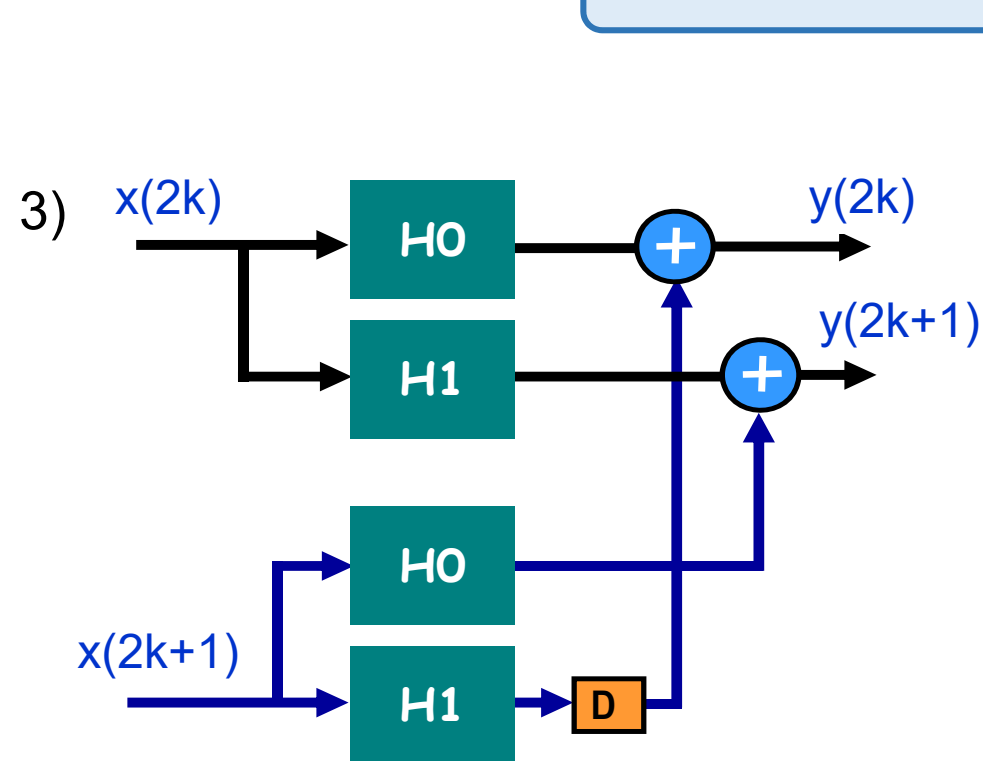 3)
x(2k)
H0
+
y(2k)
H1
+
y(2k+1)
H0
x(2k+1)
H1
D